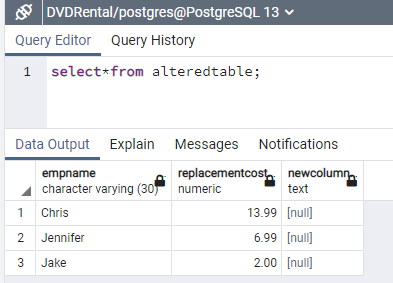 DVDRental/postgres@PostgreSQL 13
Query Editor Query History
1 select*from alteredtable;
Data Output Explain Messages Notifications
empname replacementcost newcolumn
character varying (30) numeric text
1 Chris 13.99 [null]
2 Jennifer 6.99 [null]
3 Jake 2.00 [null]